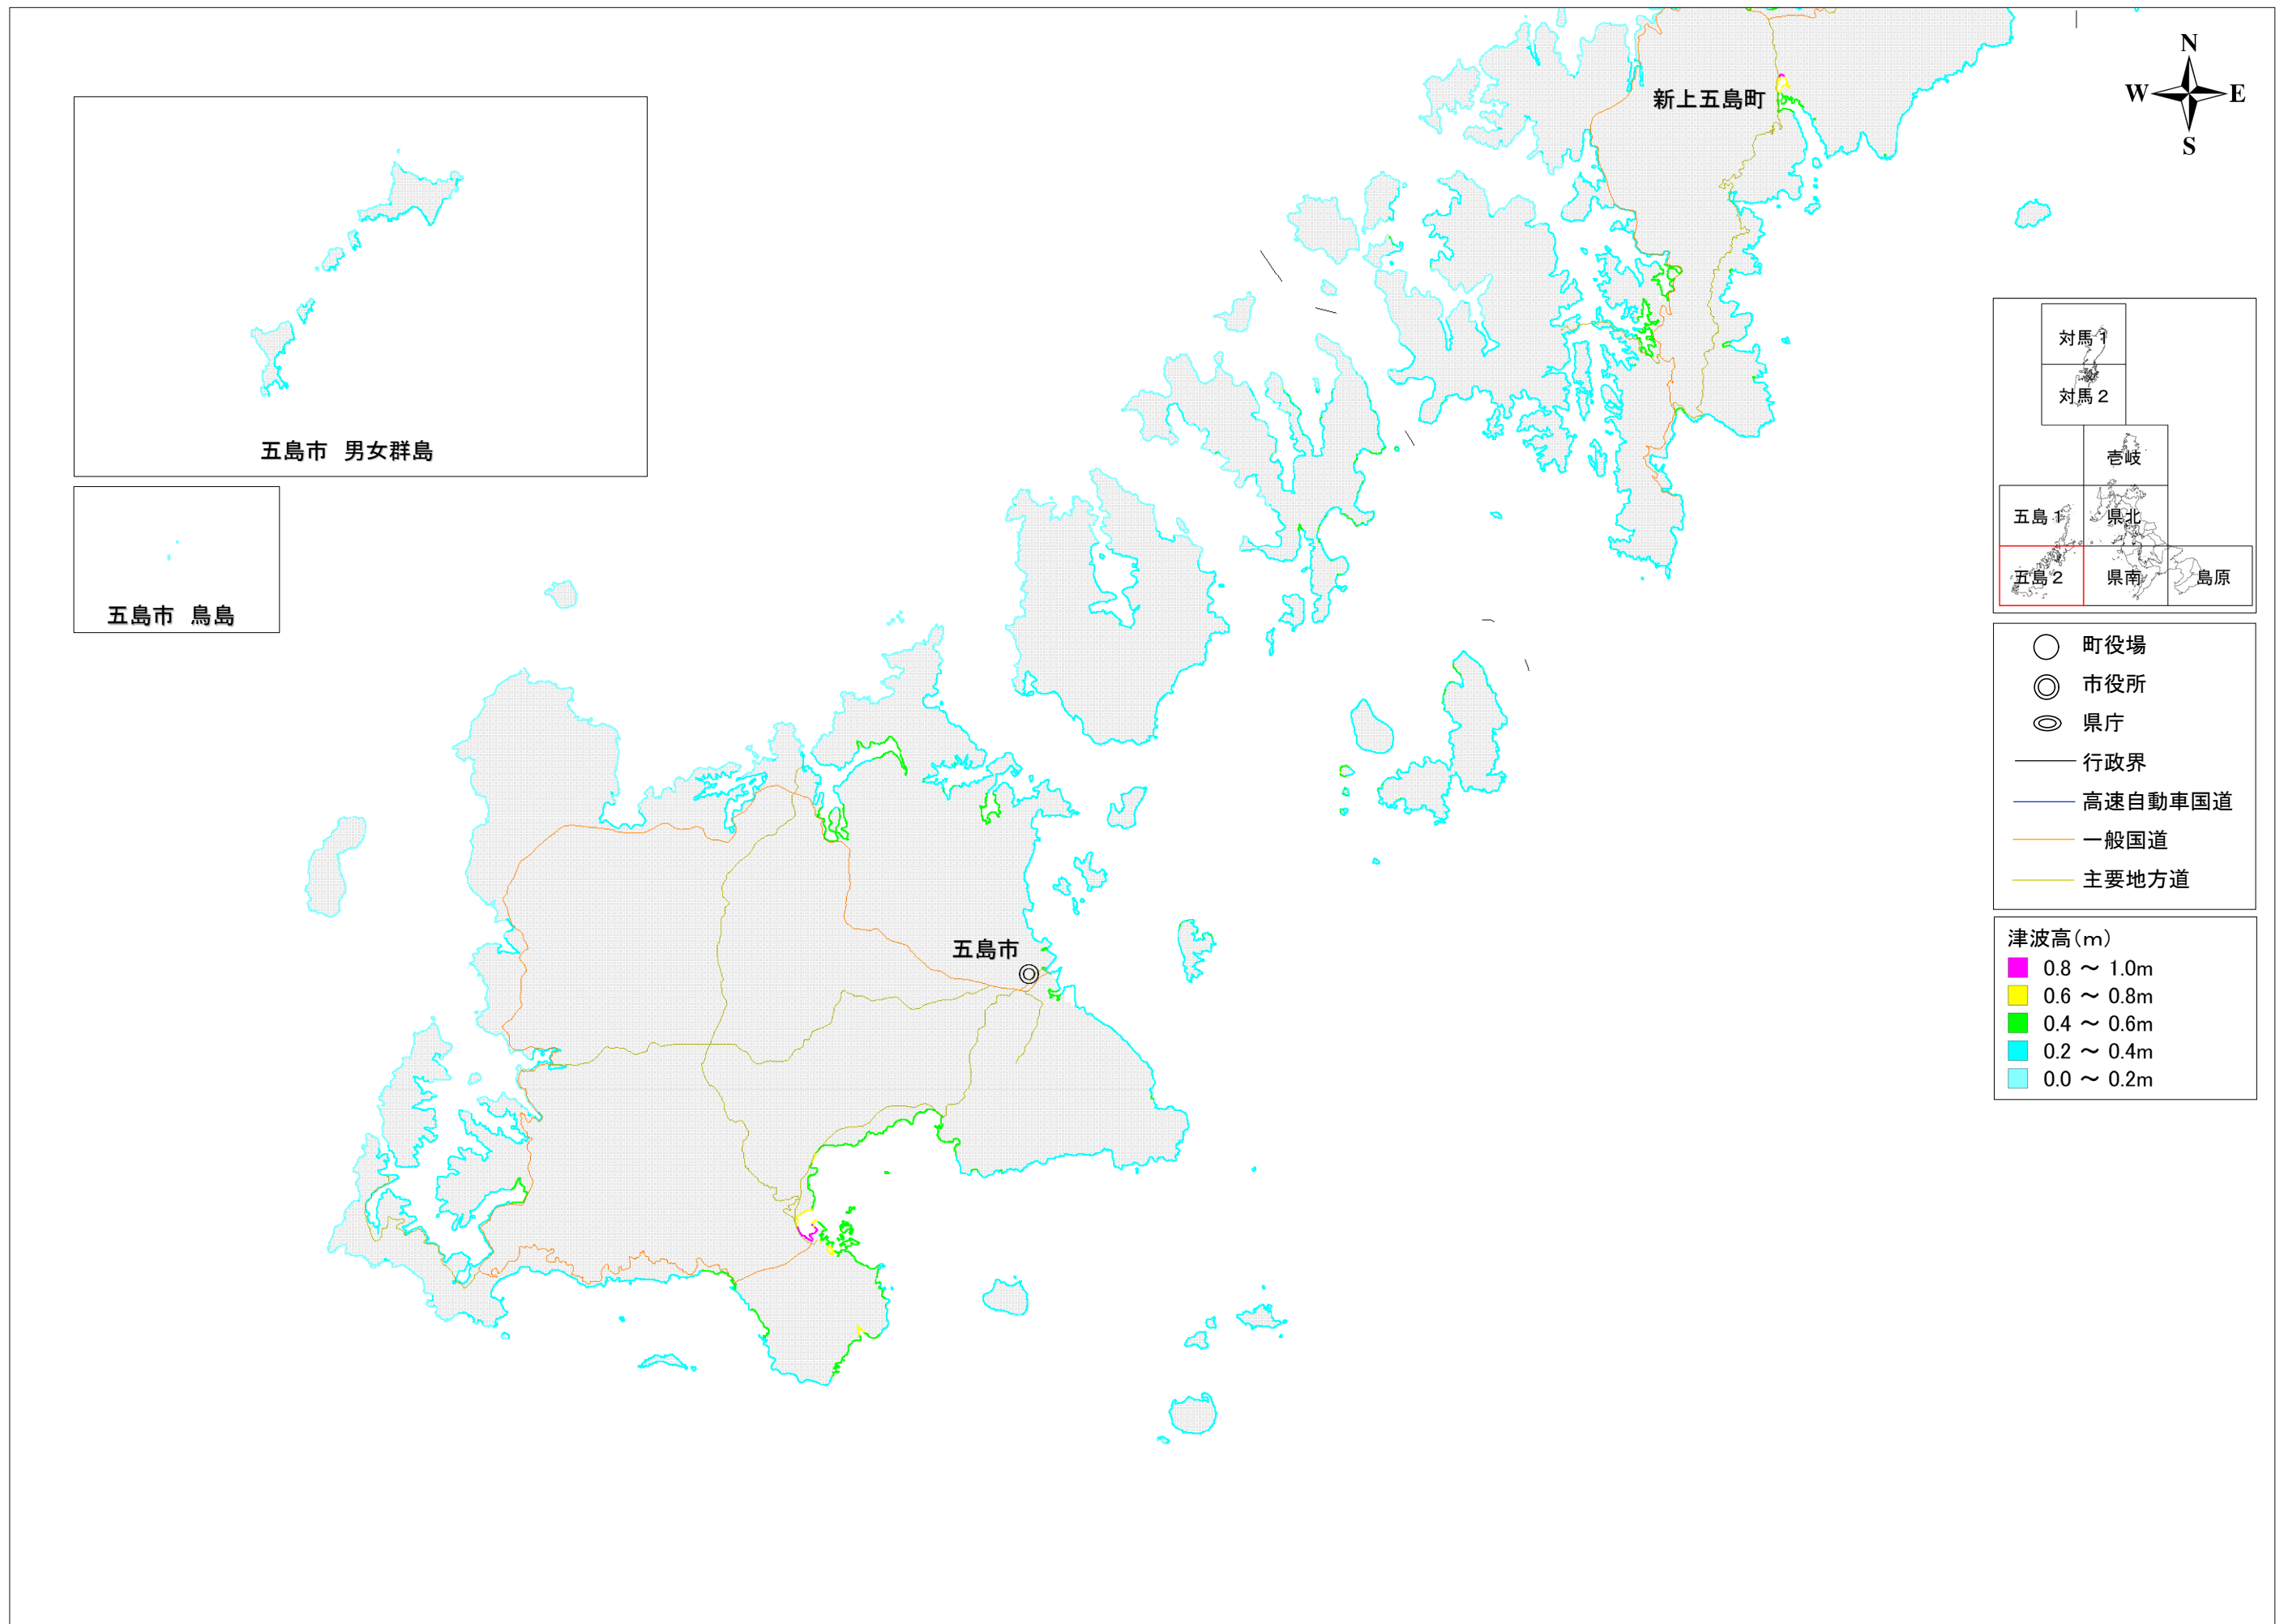 新上五島町
N
W
E
S
五島市　男女群島
五島市　鳥島
五島市
対馬１
対馬２
壱岐
五島１
県北
五島２
県南
島原
町役場
市役所
県庁
行政界
高速自動車国道
一般国道
主要地方道
津波高(m)
0.8 ～ 1.0m
0.6 ～ 0.8m
0.4 ～ 0.6m
0.2 ～ 0.4m
0.0 ～ 0.2m